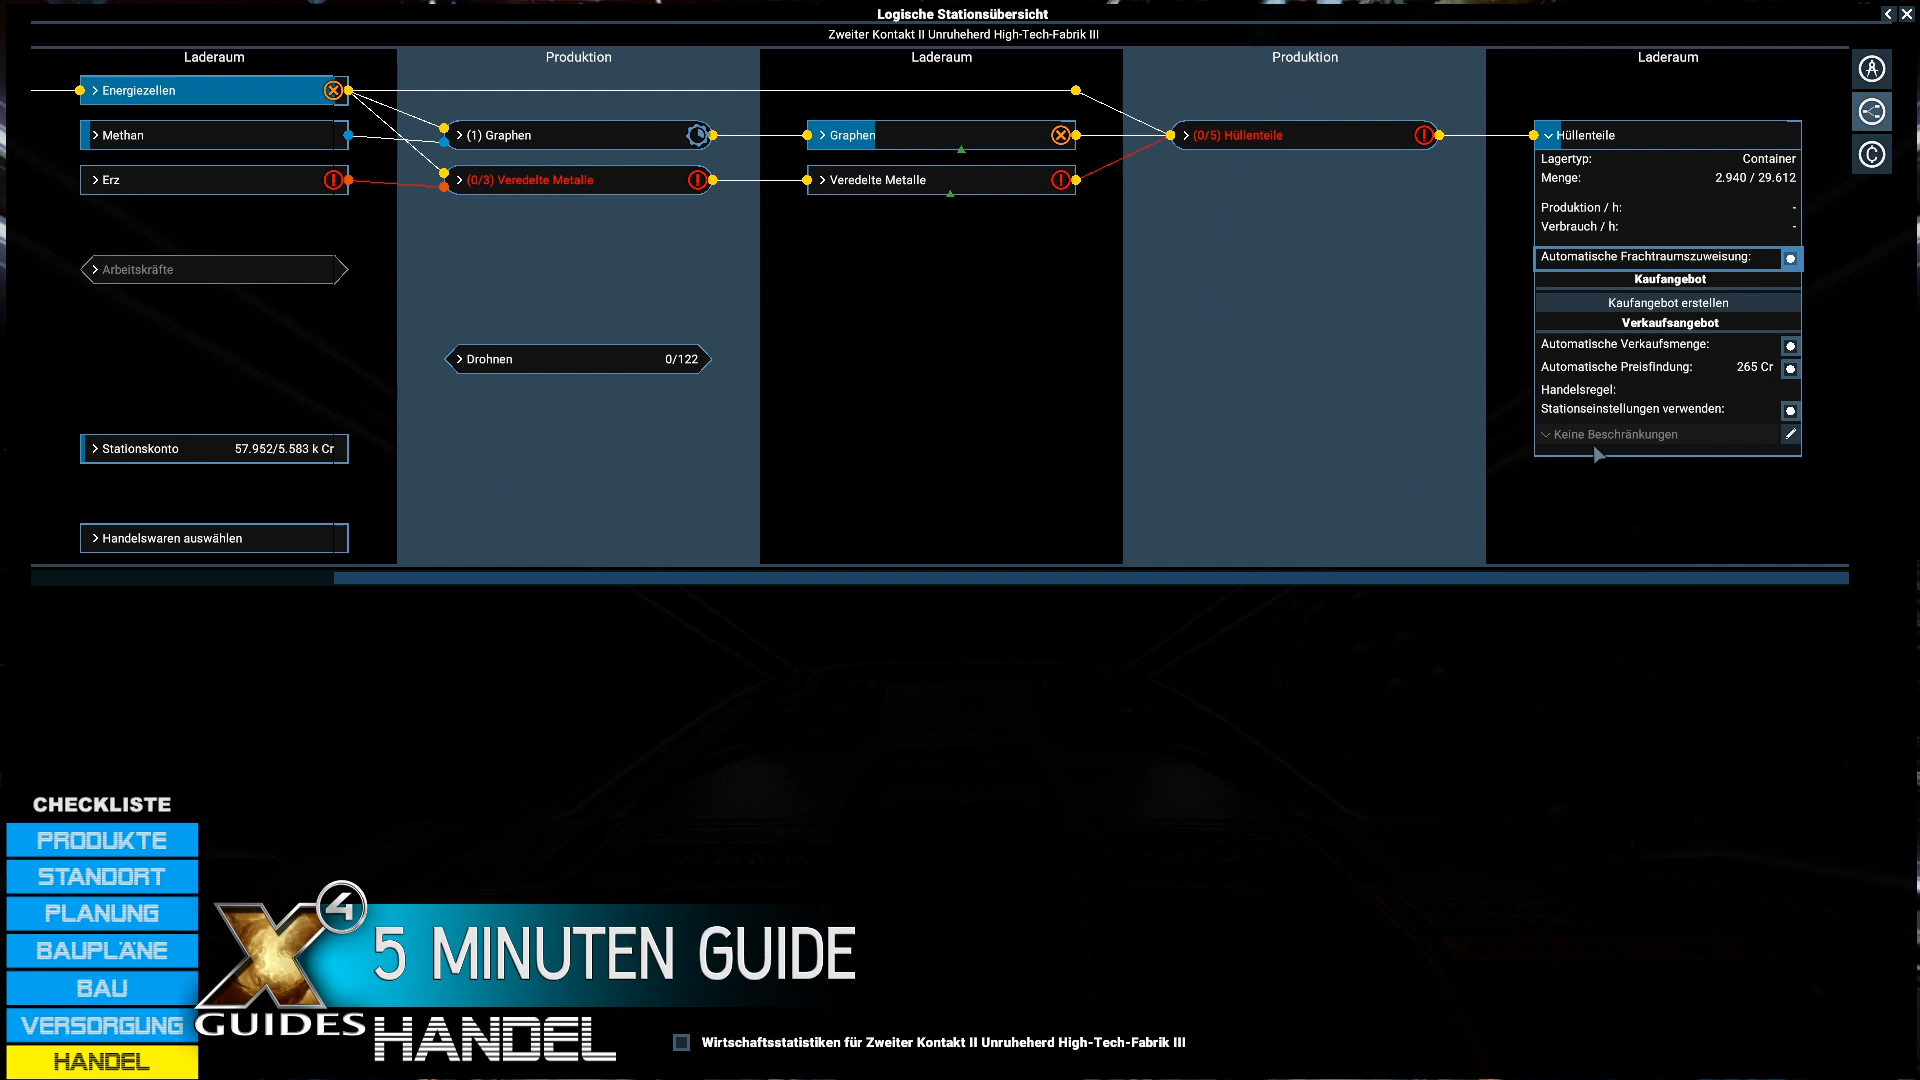 Logische Stationsübersicht
Zweiter Kontakt II Unruheherd High-Tech-Fabrik III
Laderaum
Produktion
Laderaum
Produktion
Laderaum
Energiezellen
Methan
(1) Graphen
Graphen
(0/5) Hüllenteile
Hüllenteile
Erz
(0/3) Veredelte Metalle
Veredelte Metalle
Lagertyp: Container
Menge: 2.940 / 29.612
Produktion / h: -
Verbrauch / h: -
Automatische Frachtraumszuweisung:
Kaufangebot
Kaufangebot erstellen
Verkaufsangebot
Automatische Verkaufsmenge:
Automatische Preisfindung: 265 Cr
Handelsregel:
Stationseinstellungen verwenden:
Keine Beschränkungen
Arbeitskräfte
Drohnen 0/122
Stationskonto 57.952/5.583 k Cr
Handelswaren auswählen
CHECKLISTE
PRODUKTE
STANDORT
PLANUNG
BAUPLÄNE
BAU
VERSORGUNG
HANDEL
X4
GUIDES
5 MINUTEN GUIDE
HANDEL
Wirtschaftsstatistiken für Zweiter Kontakt II Unruheherd High-Tech-Fabrik III